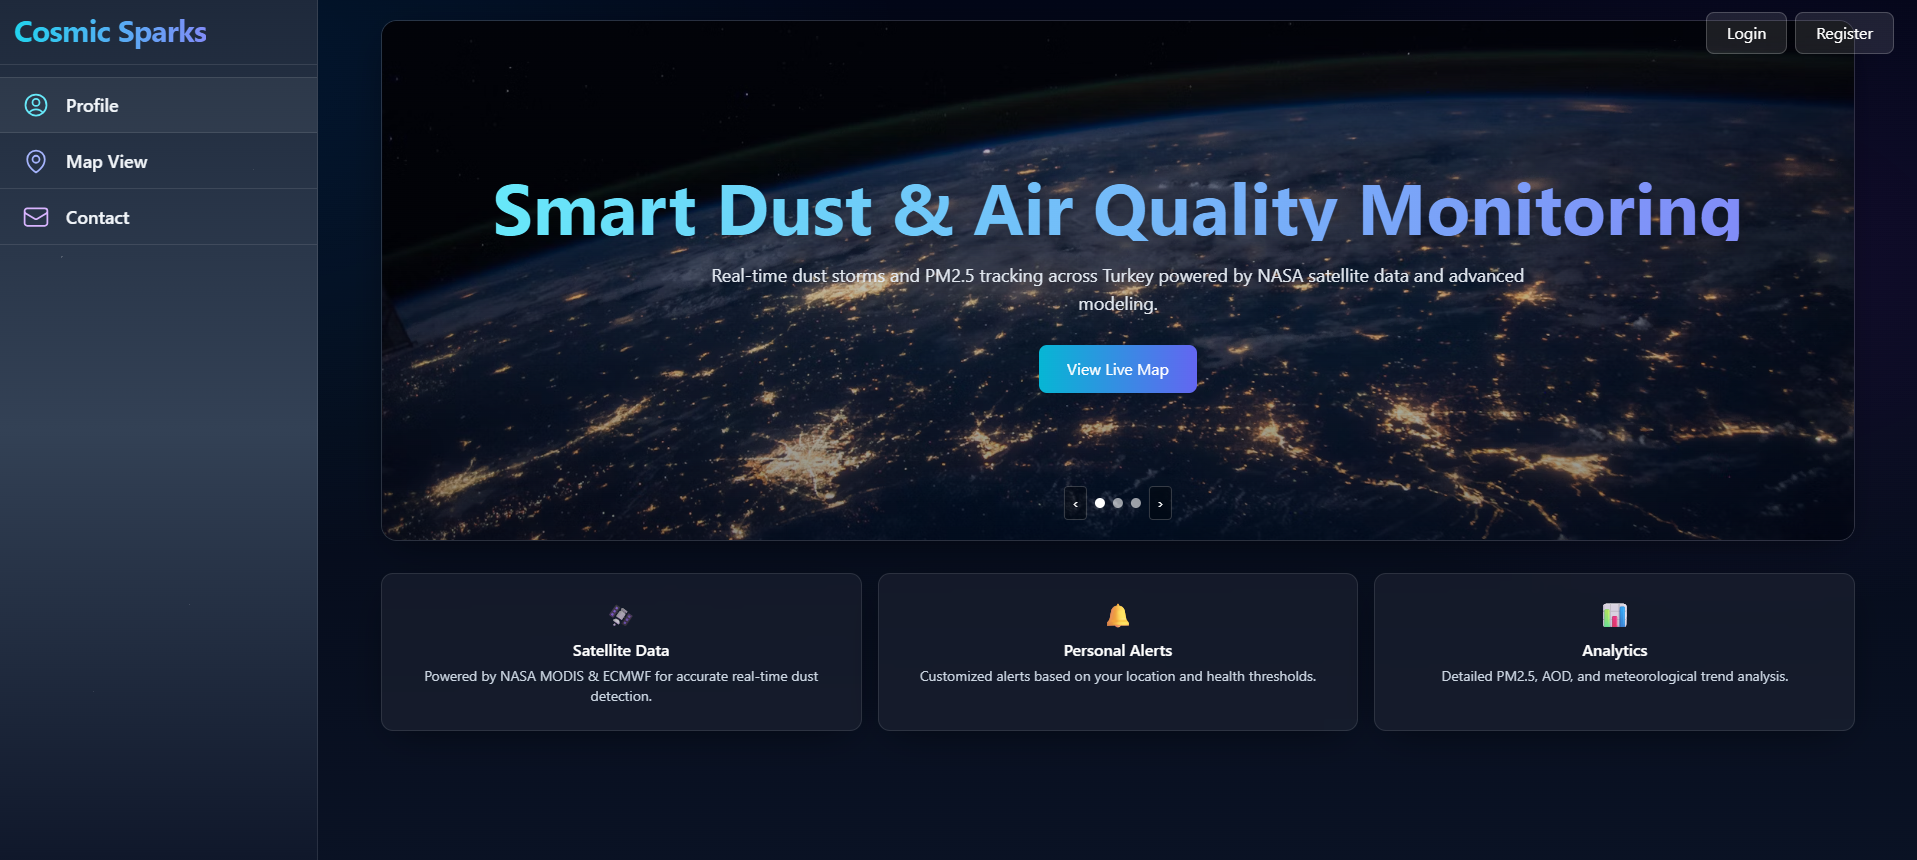 Cosmic Sparks
Login
Register
Profile
Map View
Contact
Smart Dust & Air Quality Monitoring
Real-time dust storms and PM2.5 tracking across Turkey powered by NASA satellite data and advanced
modeling.
View Live Map
‹
›
Satellite Data
Powered by NASA MODIS & ECMWF for accurate real-time dust
detection.
Personal Alerts
Customized alerts based on your location and health thresholds.
Analytics
Detailed PM2.5, AOD, and meteorological trend analysis.